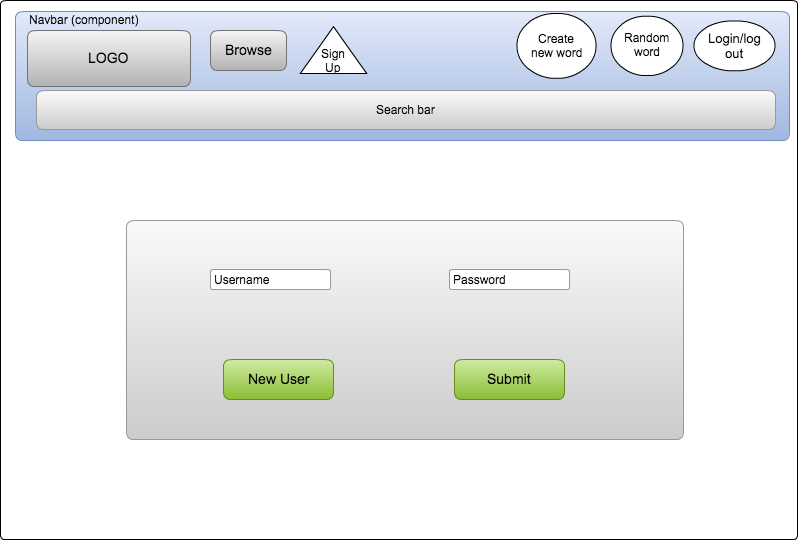 Navbar (component)
LOGO
Browse
Sign
Up
Create
new word
Random
word
Login/log
out
Search bar
Username
Password
New User
Submit